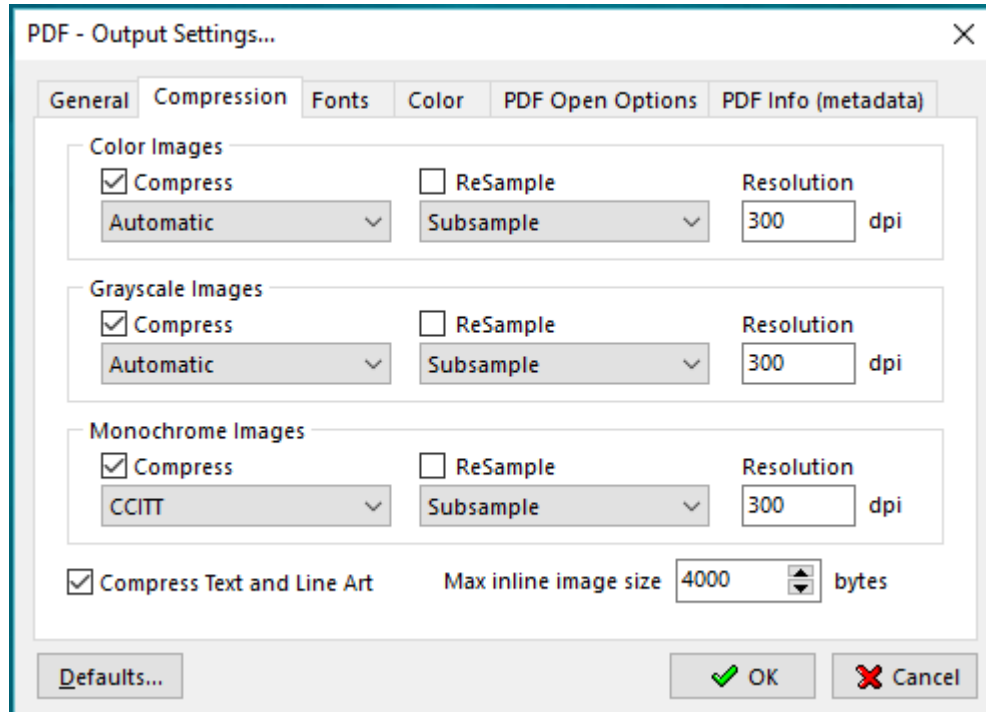 PDF - Output Settings...
General Compression Fonts Color PDF Open Options PDF Info (metadata)
Color Images
Compress ReSample Resolution
Automatic Subsample 300 dpi
Grayscale Images
Compress ReSample Resolution
Automatic Subsample 300 dpi
Monochrome Images
Compress ReSample Resolution
CCITT Subsample 300 dpi
Compress Text and Line Art Max inline image size 4000 bytes
Defaults... OK Cancel